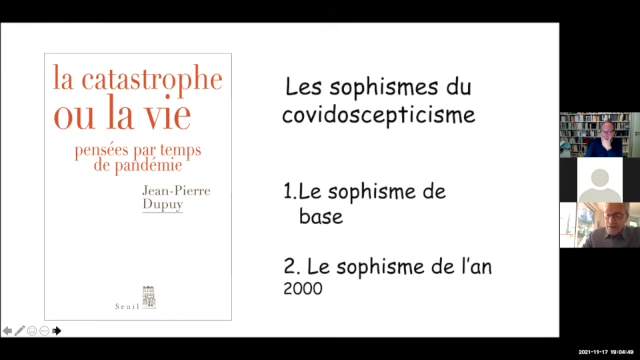 la catastrophe
ou la vie
pensées par temps
de pandémie
Jean-Pierre
Dupuy
Seuil
Les sophismes du
covidoscepticisme
1.Le sophisme de
base
2. Le sophisme de l'an
2000
2021-11-17 19:04:49